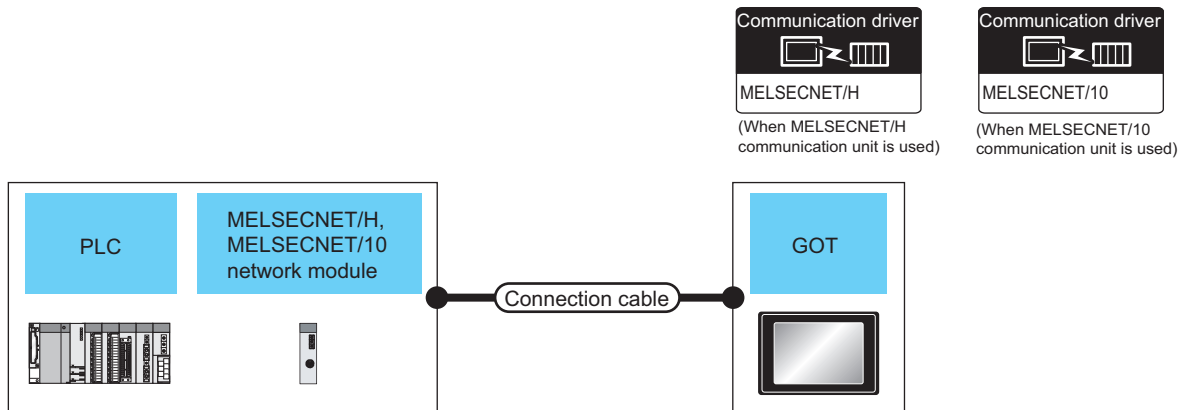 Communication driver
MELSECNET/H
(When MELSECNET/H
communication unit is used)
Communication driver
MELSECNET/10
(When MELSECNET/10
communication unit is used)
PLC
MELSECNET/H,
MELSECNET/10
network module
Connection cable
GOT